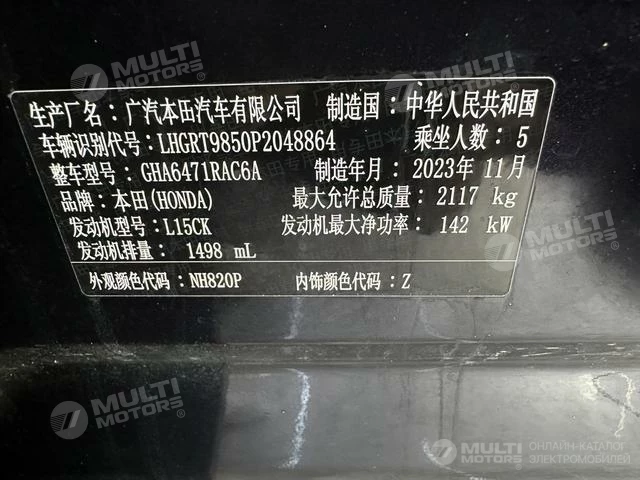 生产厂名：广汽本田汽车有限公司 制造国：中华人民共和国
车辆识别代号：LHGRT9850P2048864 乘坐人数：5
整车型号：GHA6471RAC6A 制造年月：2023年11月
品牌：本田(HONDA) 最大允许总质量：2117 kg
发动机型号：L15CK 发动机最大净功率：142 kW
发动机排量：1498 mL
外观颜色代码：NH820P 内饰颜色代码：Z
MULTI MOTORS
MULTI MOTORS
MULTI MOTORS
MULTI MOTORS
ОНЛАЙН-КАТАЛОГ
ЭЛЕКТРОМОБИЛЕЙ